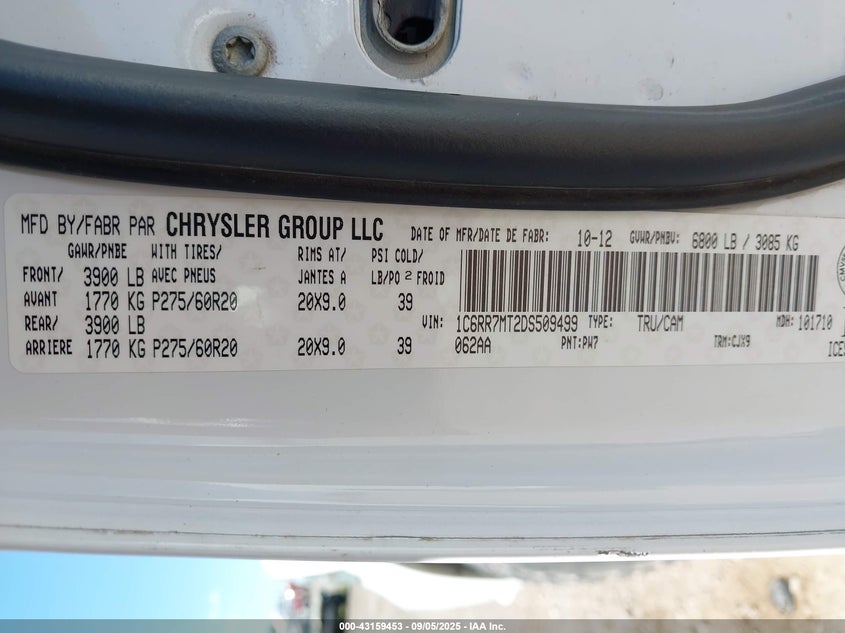 MFD BY/FABR PAR CHRYSLER GROUP LLC DATE OF MFR/DATE DE FABR: 10-12 GVWR/PNBV: 6800 LB / 3085 KG
GAWR/PNBE WITH TIRES/ RIMS AT/ PSI COLD/
FRONT/ 3900 LB AVEC PNEUS JANTES A LB/PO 2 FROID
AVANT 1770 KG P275/60R20 20X9.0 39
REAR/ 3900 LB VIN: 1C6RR7MT2DS509499 TYPE: TRU/CAM MDH: 101710
ARRIERE 1770 KG P275/60R20 20X9.0 39 062AA PNT:PW7 TRM:CJX9
000-43159453 - 09/05/2025 - IAA Inc.